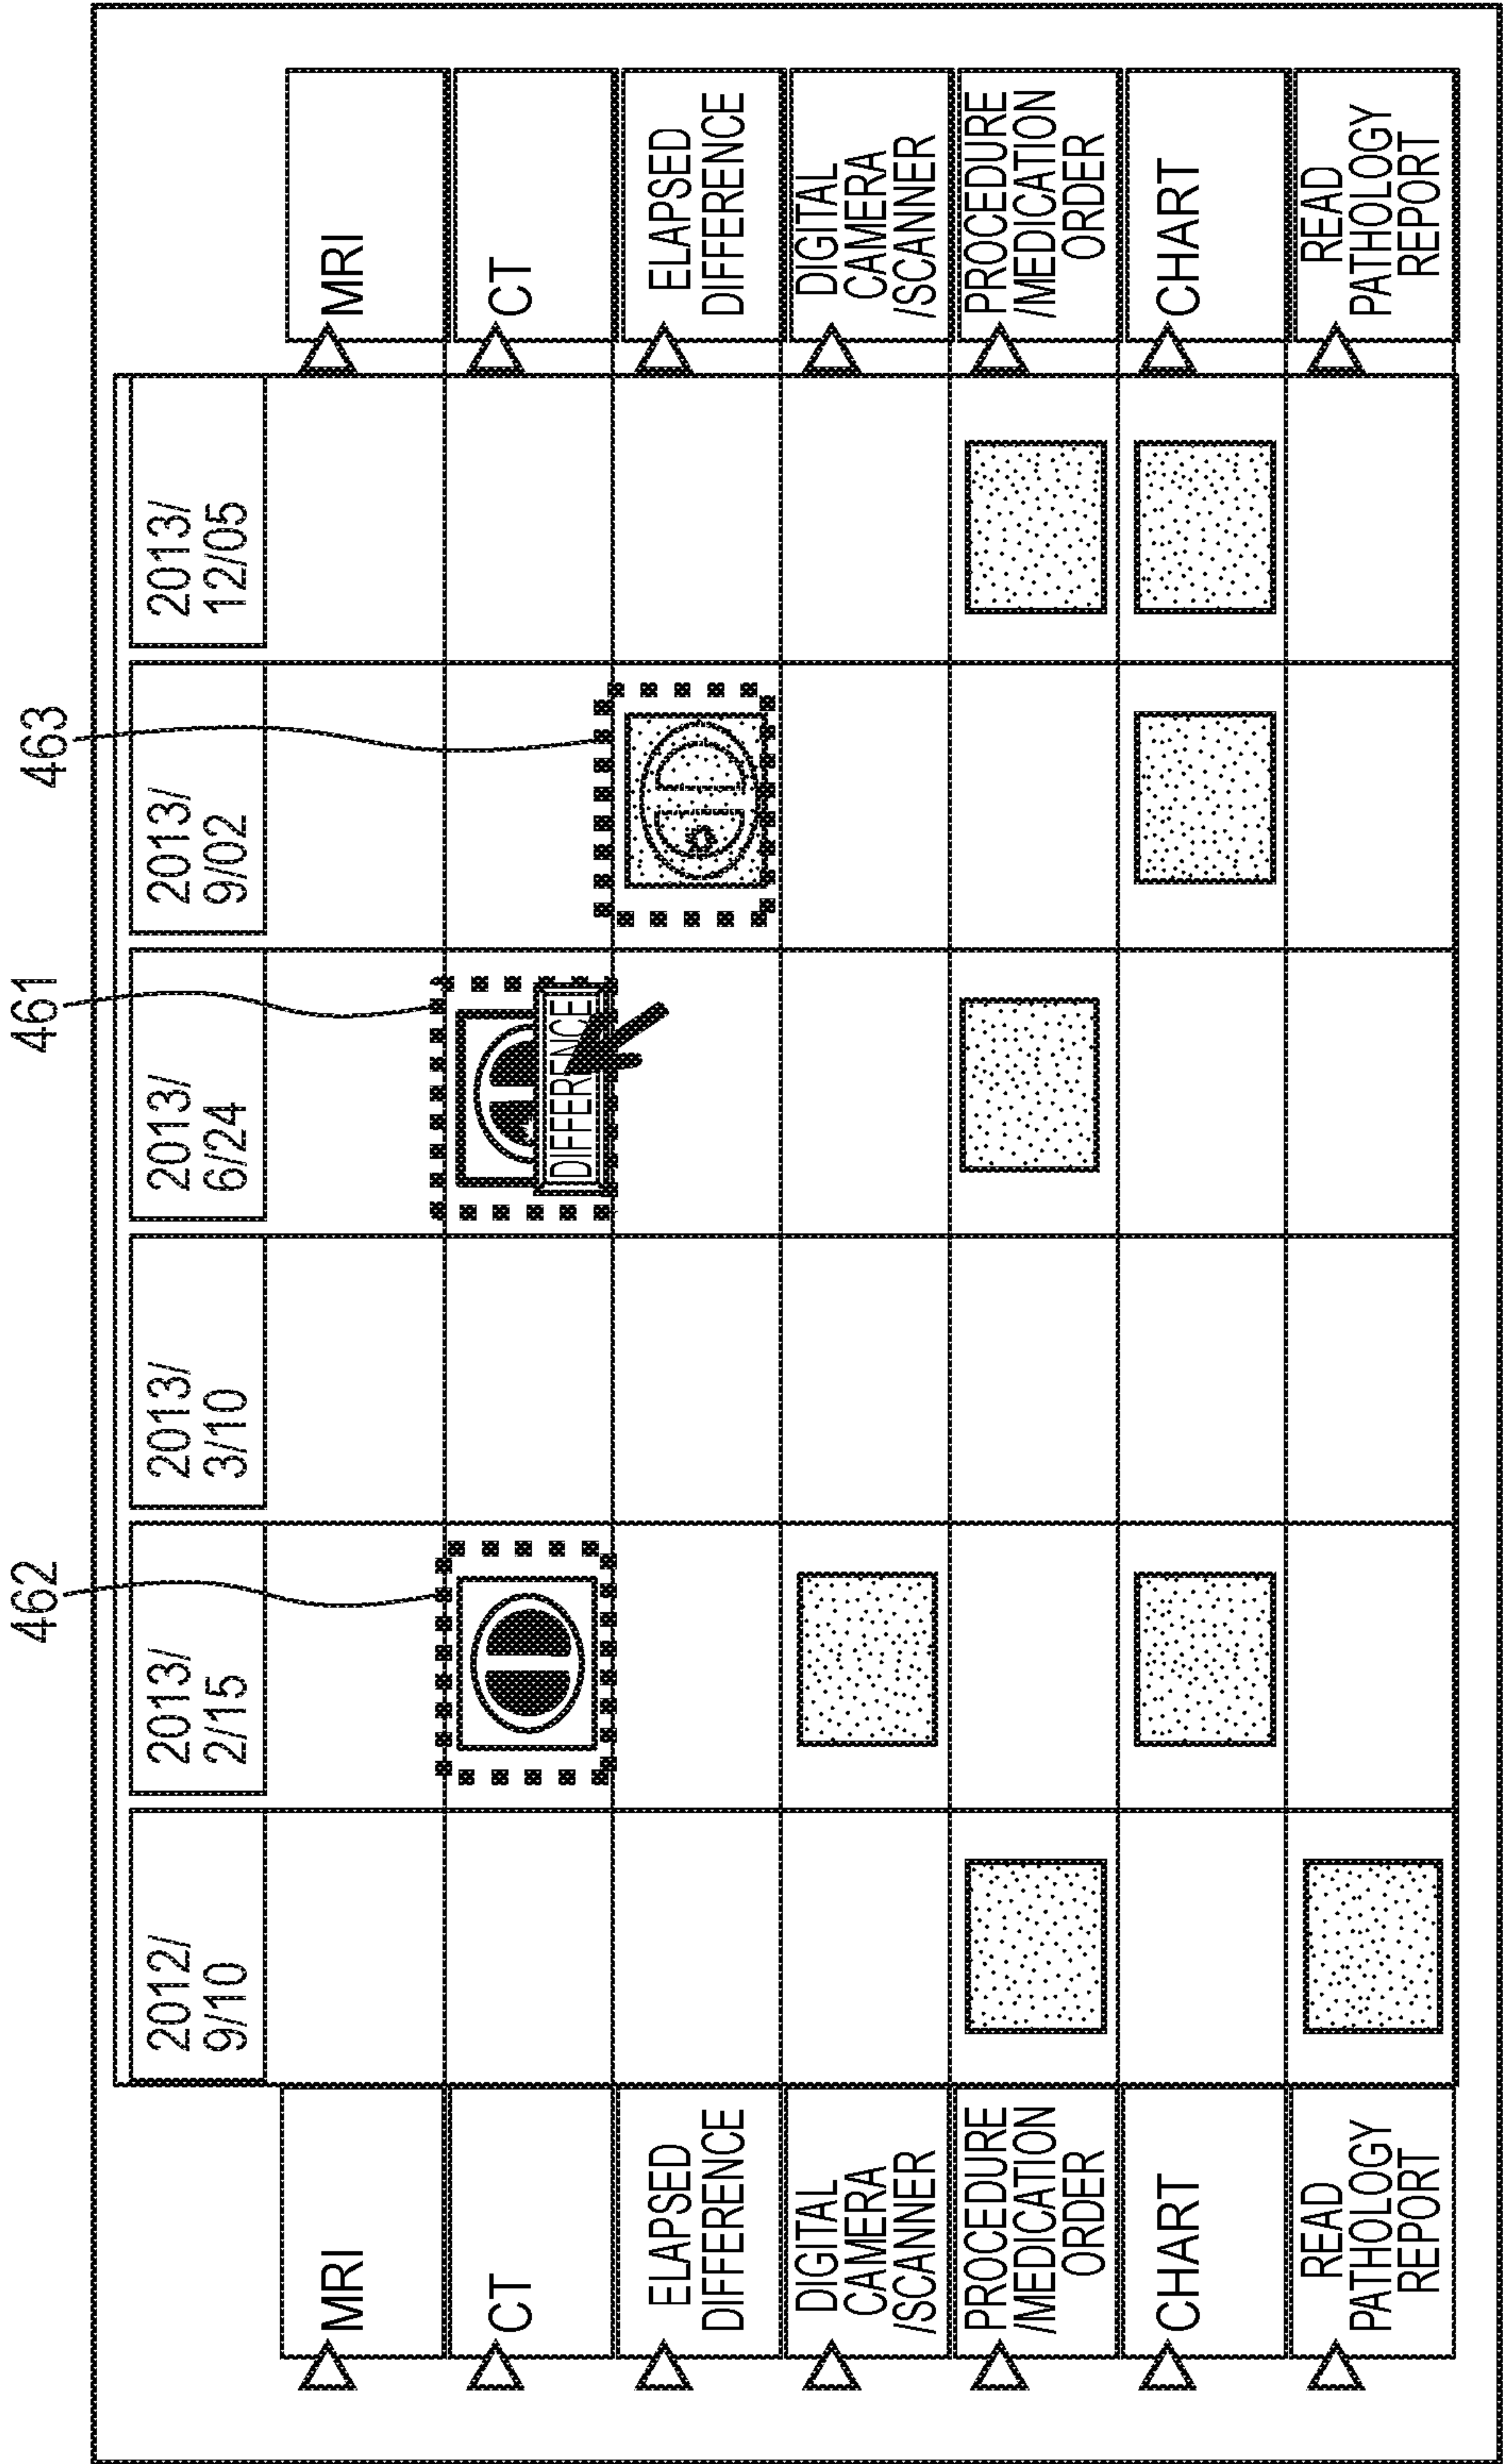 462
461
463
2012/
9/10
2013/
2/15
2013/
3/10
2013/
6/24
2013/
9/02
2013/
12/05
MRI
MRI
CT
DIFFERENCE
CT
ELAPSED
DIFFERENCE
ELAPSED
DIFFERENCE
DIGITAL
CAMERA
/SCANNER
DIGITAL
CAMERA
/SCANNER
PROCEDURE
/MEDICATION
ORDER
PROCEDURE
/MEDICATION
ORDER
CHART
CHART
READ
PATHOLOGY
REPORT
READ
PATHOLOGY
REPORT